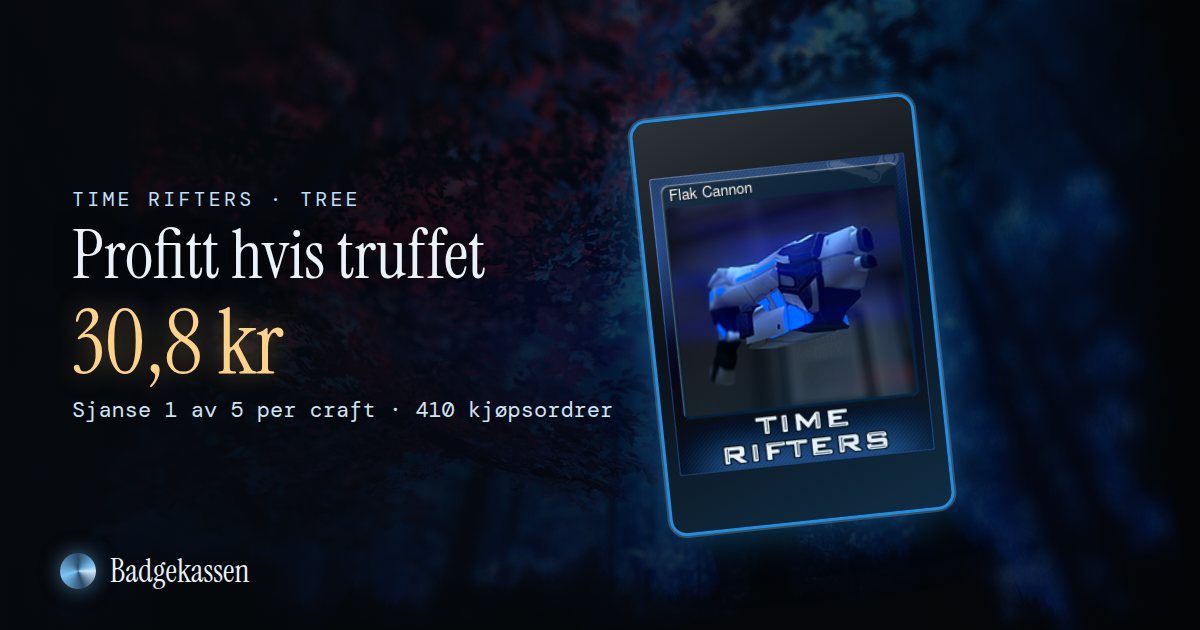 TIME RIFTERS · TREE
Profitt hvis truffet
30,8 kr
Sjanse 1 av 5 per craft · 410 kjøpsordrer
Flak Cannon
TIME
RIFTERS
Badgekassen